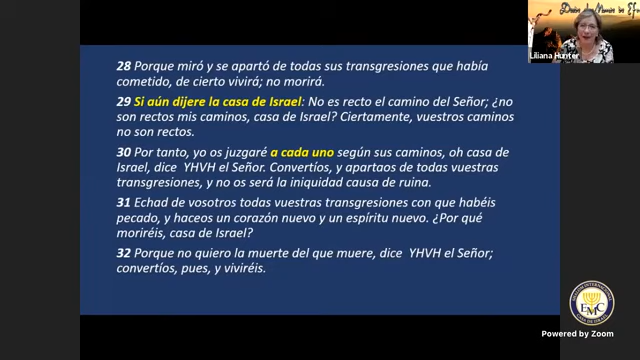 28 Porque miró y se apartó de todas sus transgresiones que había
cometido, de cierto vivirá; no morirá.
29 Si aún dijere la casa de Israel: No es recto el camino del Señor; ¿no
son rectos mis caminos, casa de Israel? Ciertamente, vuestros caminos
no son rectos.
30 Por tanto, yo os juzgaré a cada uno según sus caminos, oh casa de
Israel, dice YHVH el Señor. Convertíos, y apartaos de todas vuestras
transgresiones, y no os será la iniquidad causa de ruina.
31 Echad de vosotros todas vuestras transgresiones con que habéis
pecado, y haceos un corazón nuevo y un espíritu nuevo. ¿Por qué
moriréis, casa de Israel?
32 Porque no quiero la muerte del que muere, dice YHVH el Señor;
convertíos, pues, y viviréis.
Liliana Hunter
EMC
Powered by Zoom